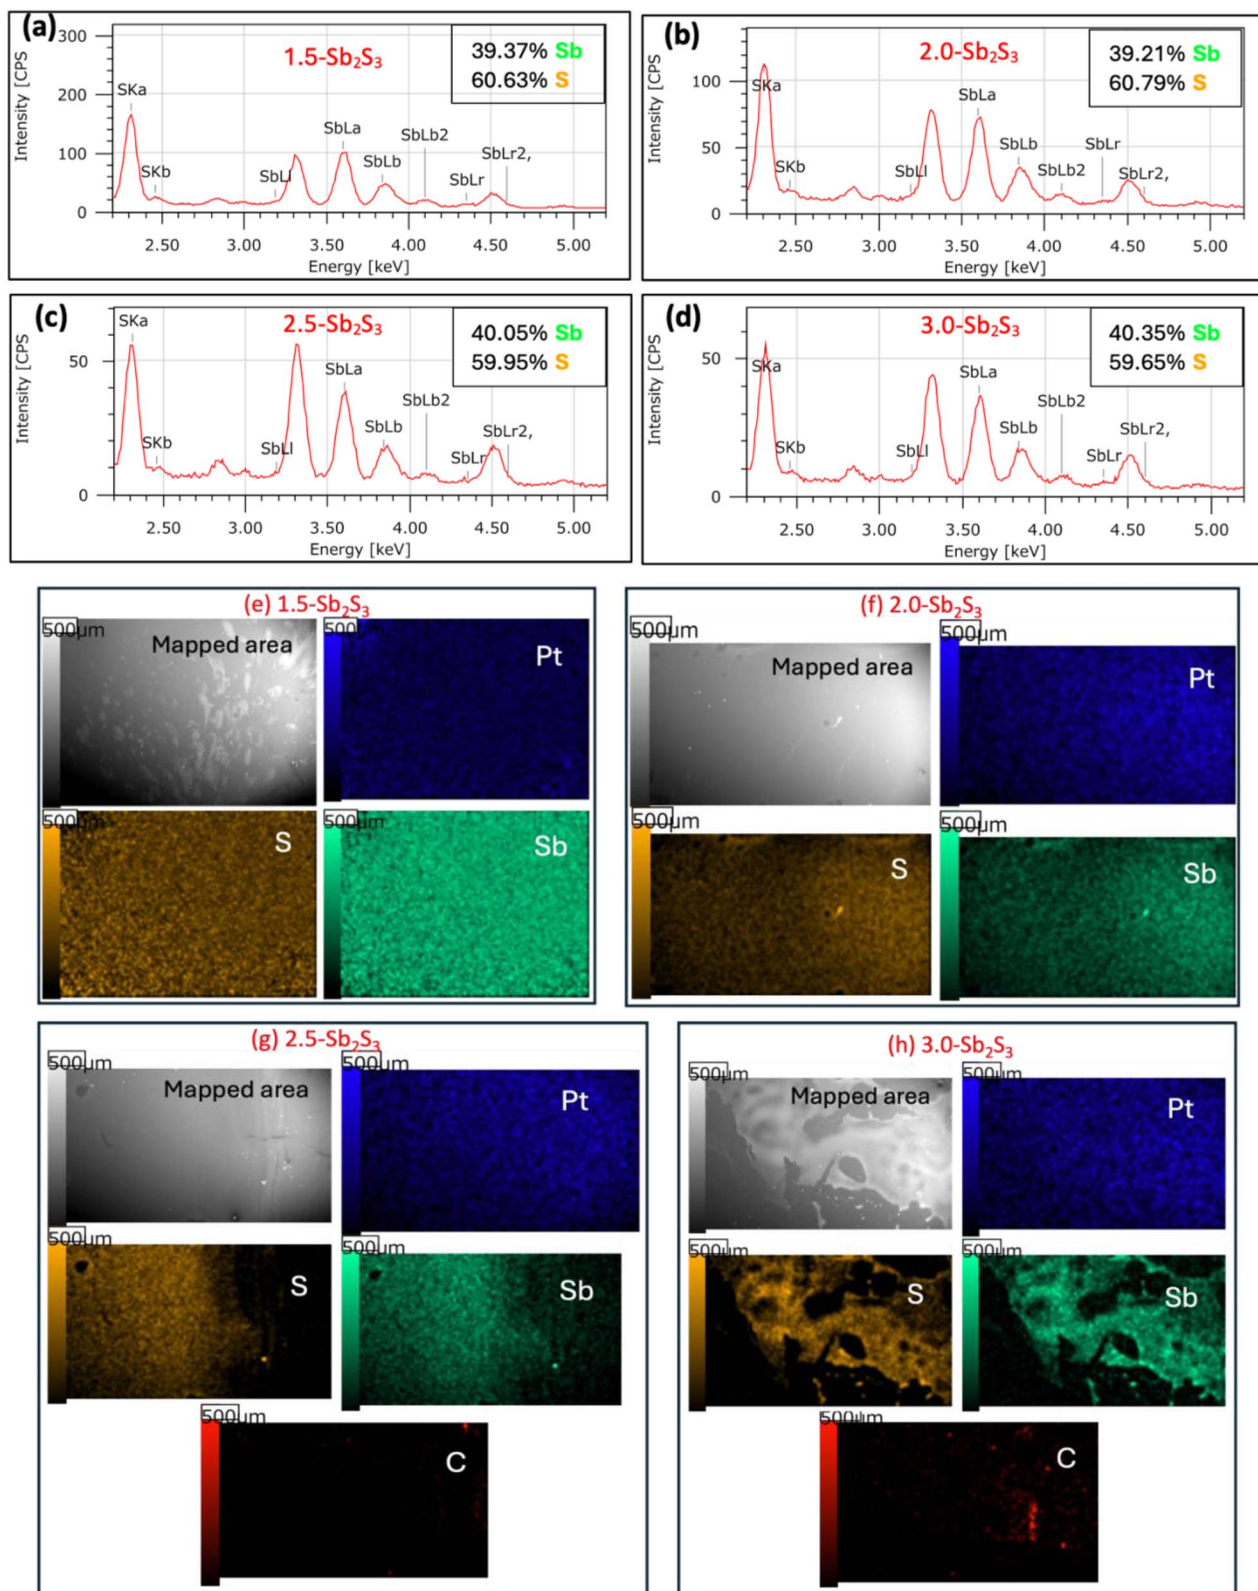 (a)
1.5-Sb₂S₃
39.37% Sb
60.63% S
Intensity [CPS
300
200
100
0
SKa
SKb
SbLl
SbLa
SbLb
SbLb2
SbLr
SbLr2,
2.50 3.00 3.50 4.00 4.50 5.00
Energy [keV]
(b)
2.0-Sb₂S₃
39.21% Sb
60.79% S
Intensity [CPS
100
50
0
SKa
SKb
SbLl
SbLa
SbLb
SbLb2
SbLr
SbLr2,
2.50 3.00 3.50 4.00 4.50 5.00
Energy [keV]
(c)
2.5-Sb₂S₃
40.05% Sb
59.95% S
Intensity [CPS
50
0
SKa
SKb
SbLl
SbLa
SbLb
SbLb2
SbLr
SbLr2,
2.50 3.00 3.50 4.00 4.50 5.00
Energy [keV]
(d)
3.0-Sb₂S₃
40.35% Sb
59.65% S
Intensity [CPS
50
0
SKa
SKb
SbLl
SbLa
SbLb
SbLb2
SbLr
SbLr2,
2.50 3.00 3.50 4.00 4.50 5.00
Energy [keV]
(e) 1.5-Sb₂S₃
500µm
Mapped area
500µm
Pt
500µm
S
500µm
Sb
(f) 2.0-Sb₂S₃
500µm
Mapped area
500µm
Pt
500µm
S
500µm
Sb
(g) 2.5-Sb₂S₃
500µm
Mapped area
500µm
Pt
500µm
S
500µm
Sb
500µm
C
(h) 3.0-Sb₂S₃
500µm
Mapped area
500µm
Pt
500µm
S
500µm
Sb
500µm
C